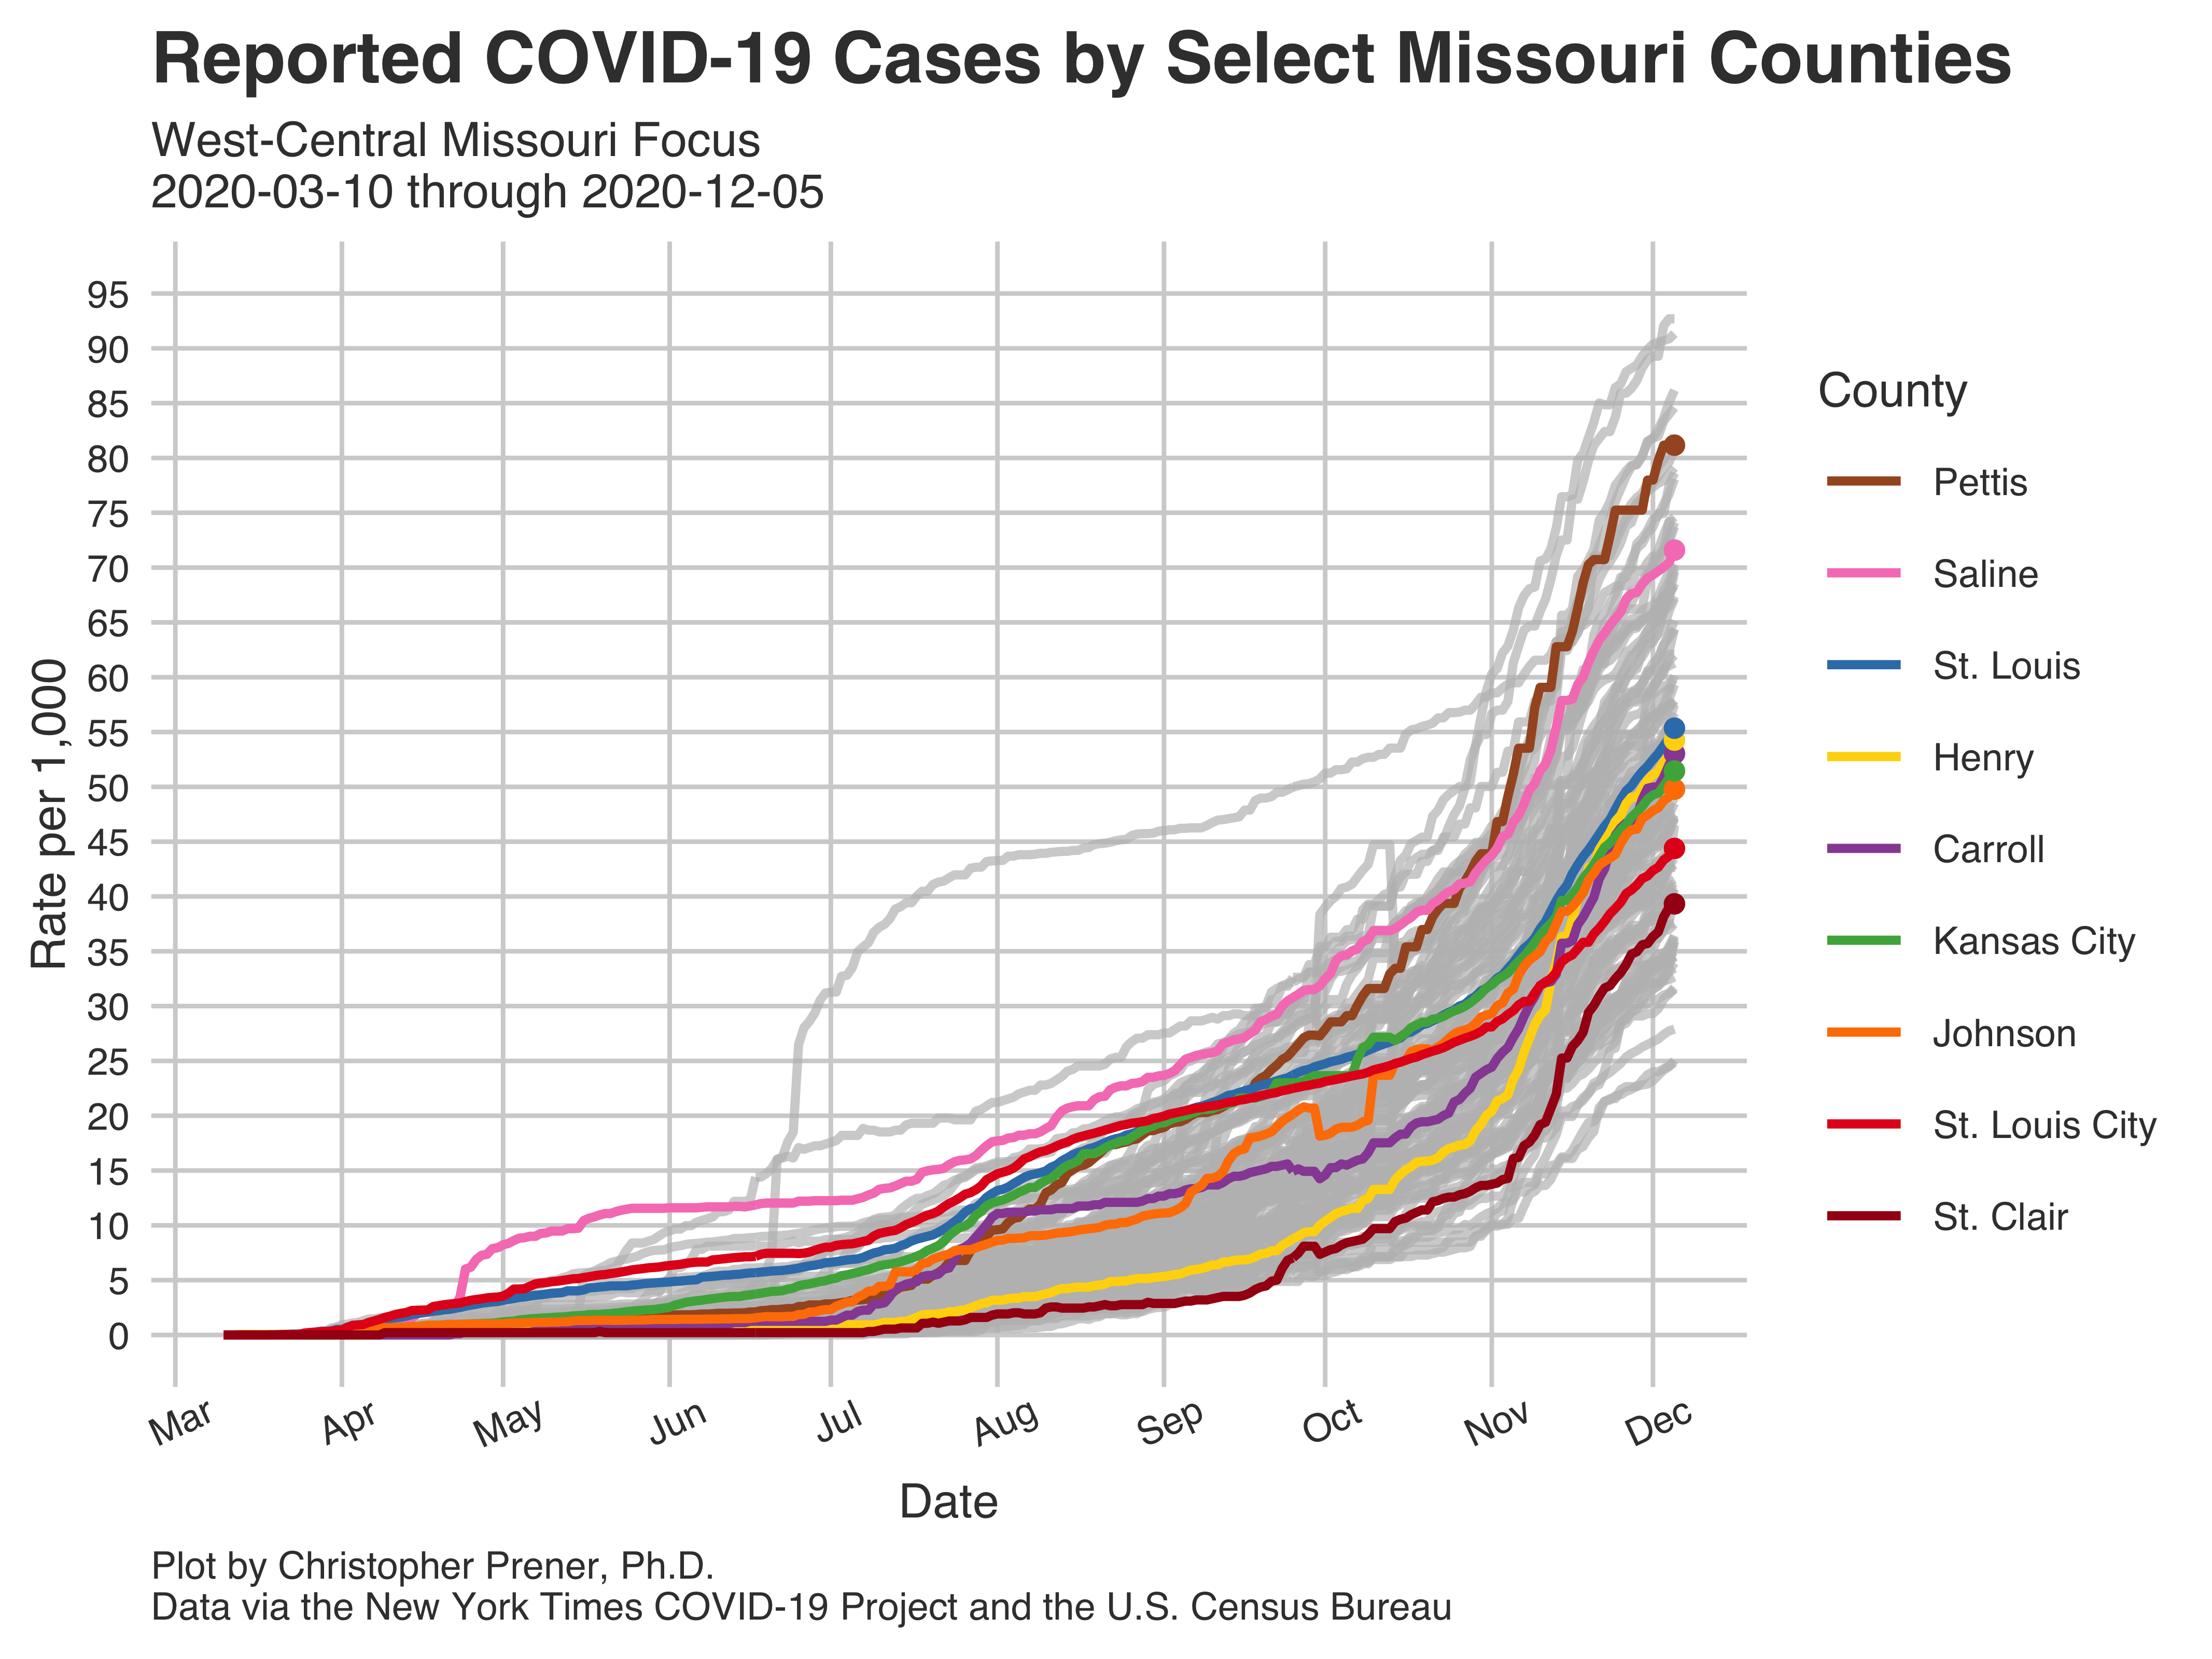 Reported COVID-19 Cases by Select Missouri Counties
West-Central Missouri Focus
2020-03-10 through 2020-12-05
95
90
85
80
75
70
65
60
55
50
45
40
35
30
25
20
15
10
5
0
Rate per 1,000
Mar Apr May Jun Jul Aug Sep Oct Nov Dec
Date
County
Pettis
Saline
St. Louis
Henry
Carroll
Kansas City
Johnson
St. Louis City
St. Clair
Plot by Christopher Prener, Ph.D.
Data via the New York Times COVID-19 Project and the U.S. Census Bureau